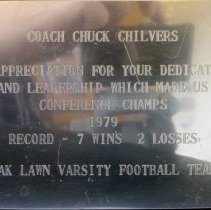 COACH CHUCK CHILVERS
APPRECIATION FOR YOUR DEDICAT
AND LEADERSHIP WHICH MADE US
CONFERENCE CHAMPS
1979
RECORD - 7 WINS 2 LOSSES
AK LAWN VARSITY FOOTBALL TEA